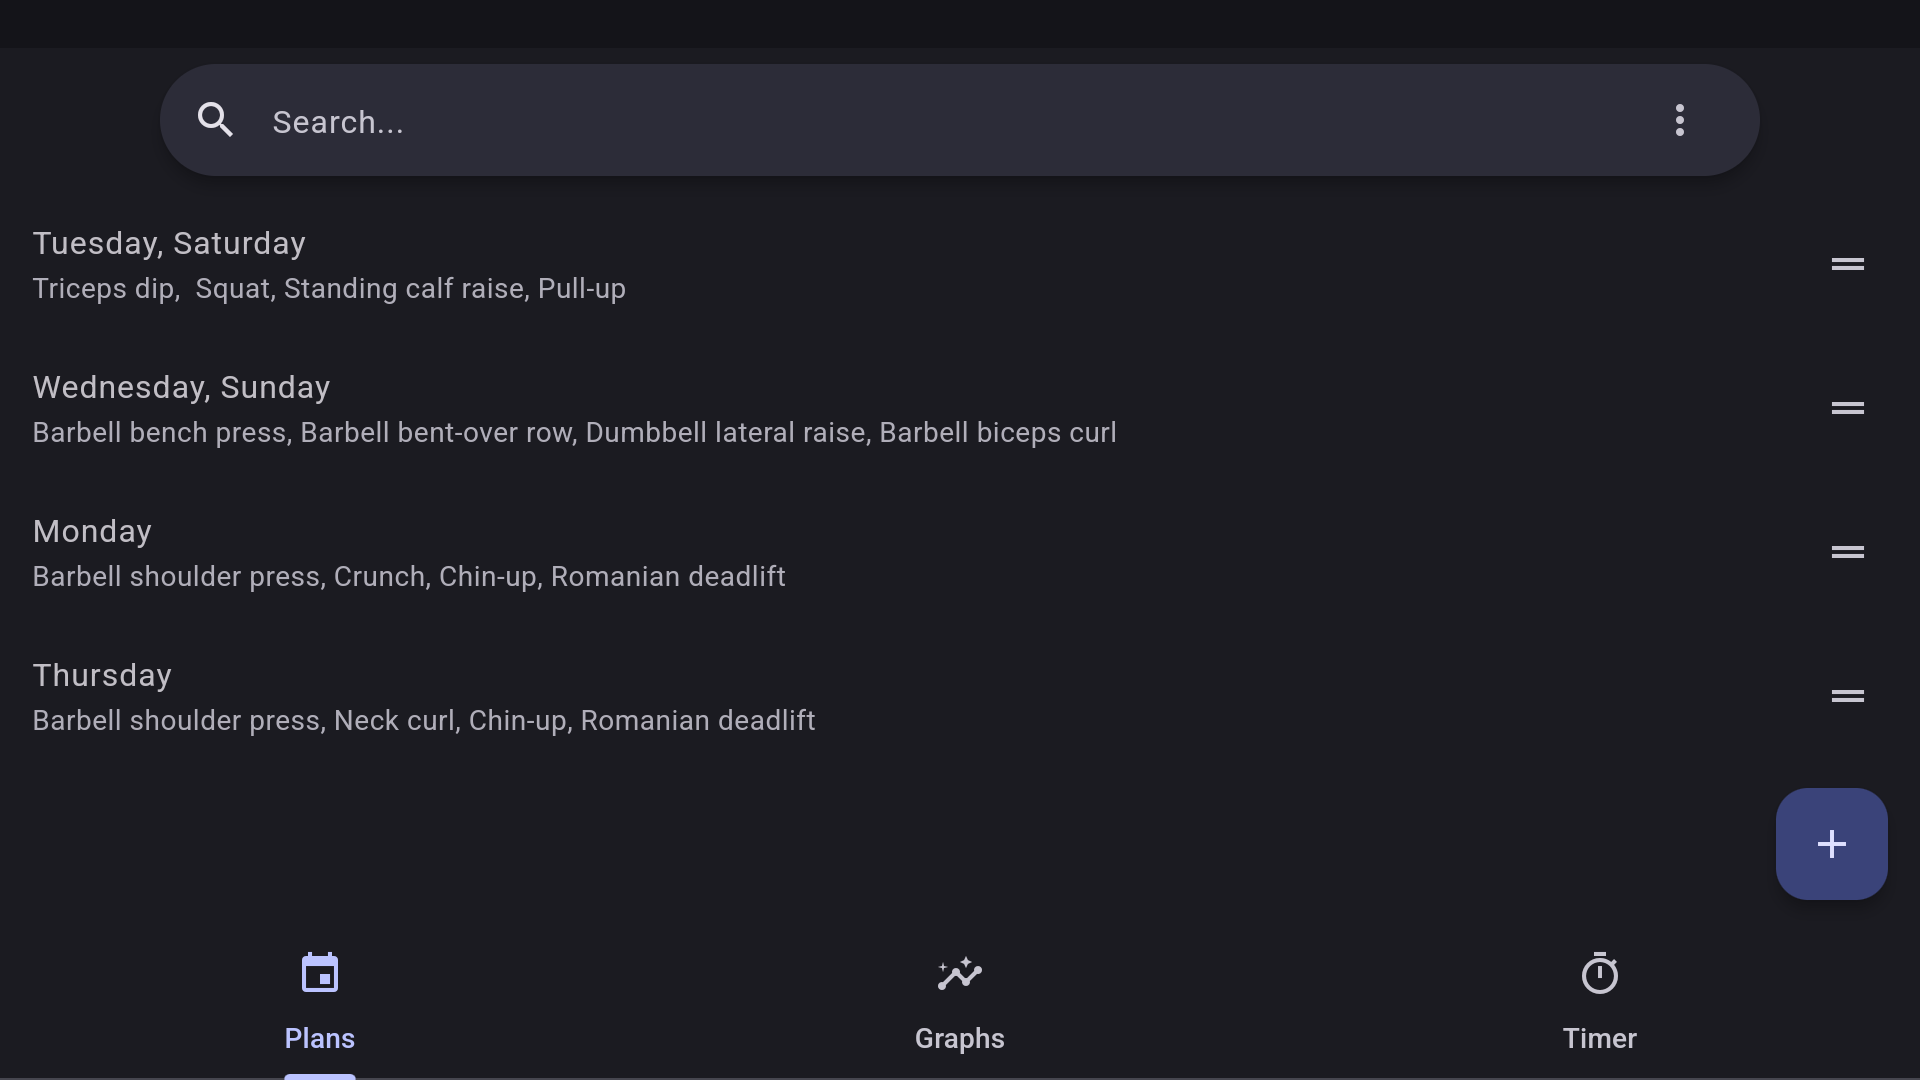 Search...
Tuesday, Saturday
Triceps dip,  Squat, Standing calf raise, Pull-up
Wednesday, Sunday
Barbell bench press, Barbell bent-over row, Dumbbell lateral raise, Barbell biceps curl
Monday
Barbell shoulder press, Crunch, Chin-up, Romanian deadlift
Thursday
Barbell shoulder press, Neck curl, Chin-up, Romanian deadlift
Plans
Graphs
Timer